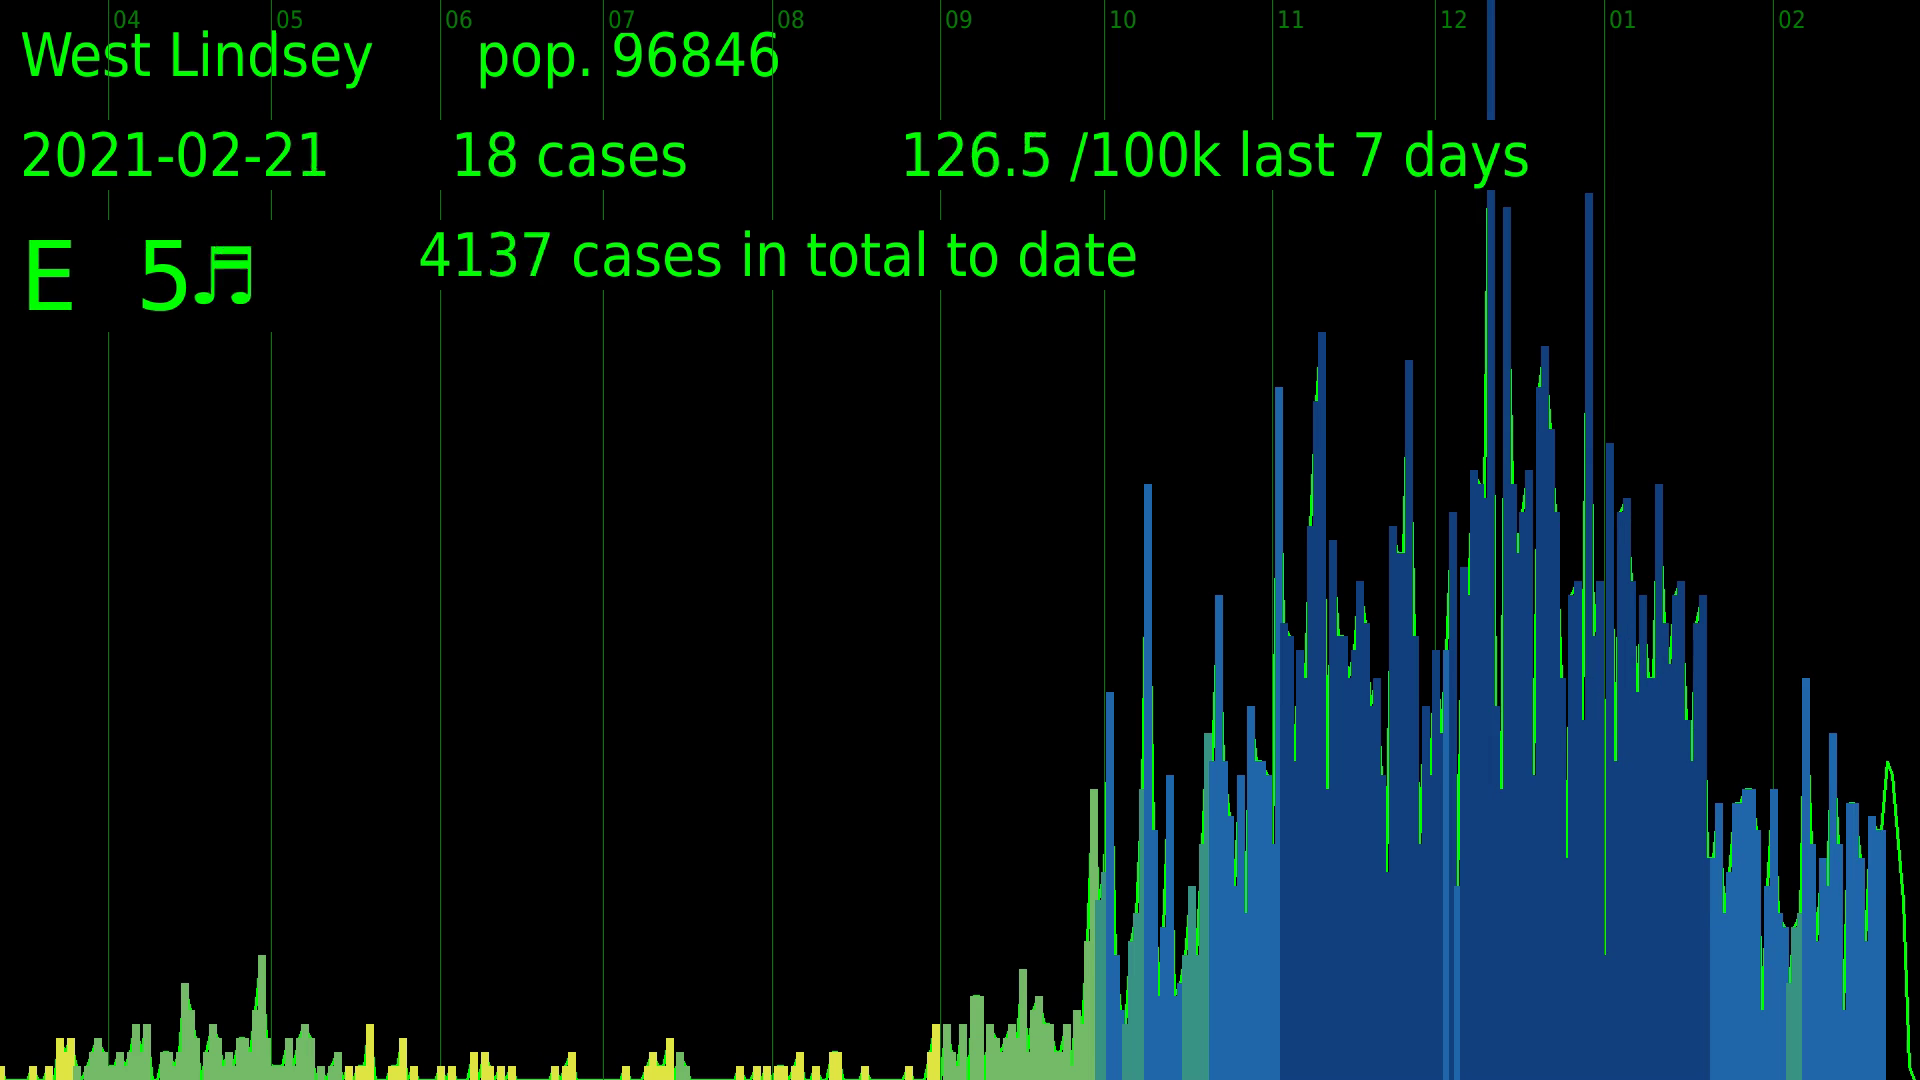 04 05 06 07 08 09 10 11 12 01 02
West Lindsey pop. 96846
2021-02-21 18 cases 126.5 /100k last 7 days
E 5♬ 4137 cases in total to date